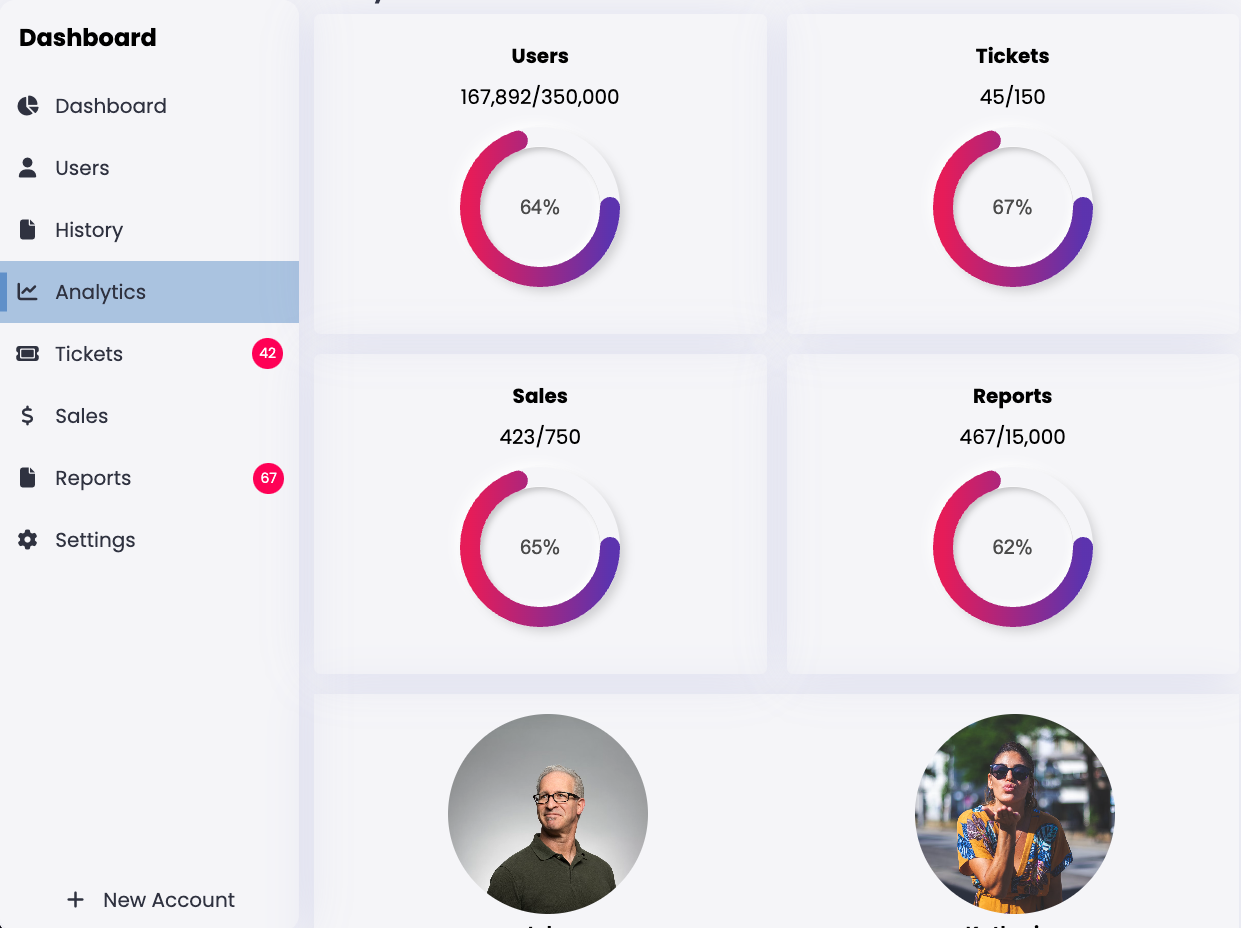 Dashboard
Dashboard
Users
History
Analytics
Tickets
42
Sales
Reports
67
Settings
New Account
Users
167,892/350,000
64%
Tickets
45/150
67%
Sales
423/750
65%
Reports
467/15,000
62%